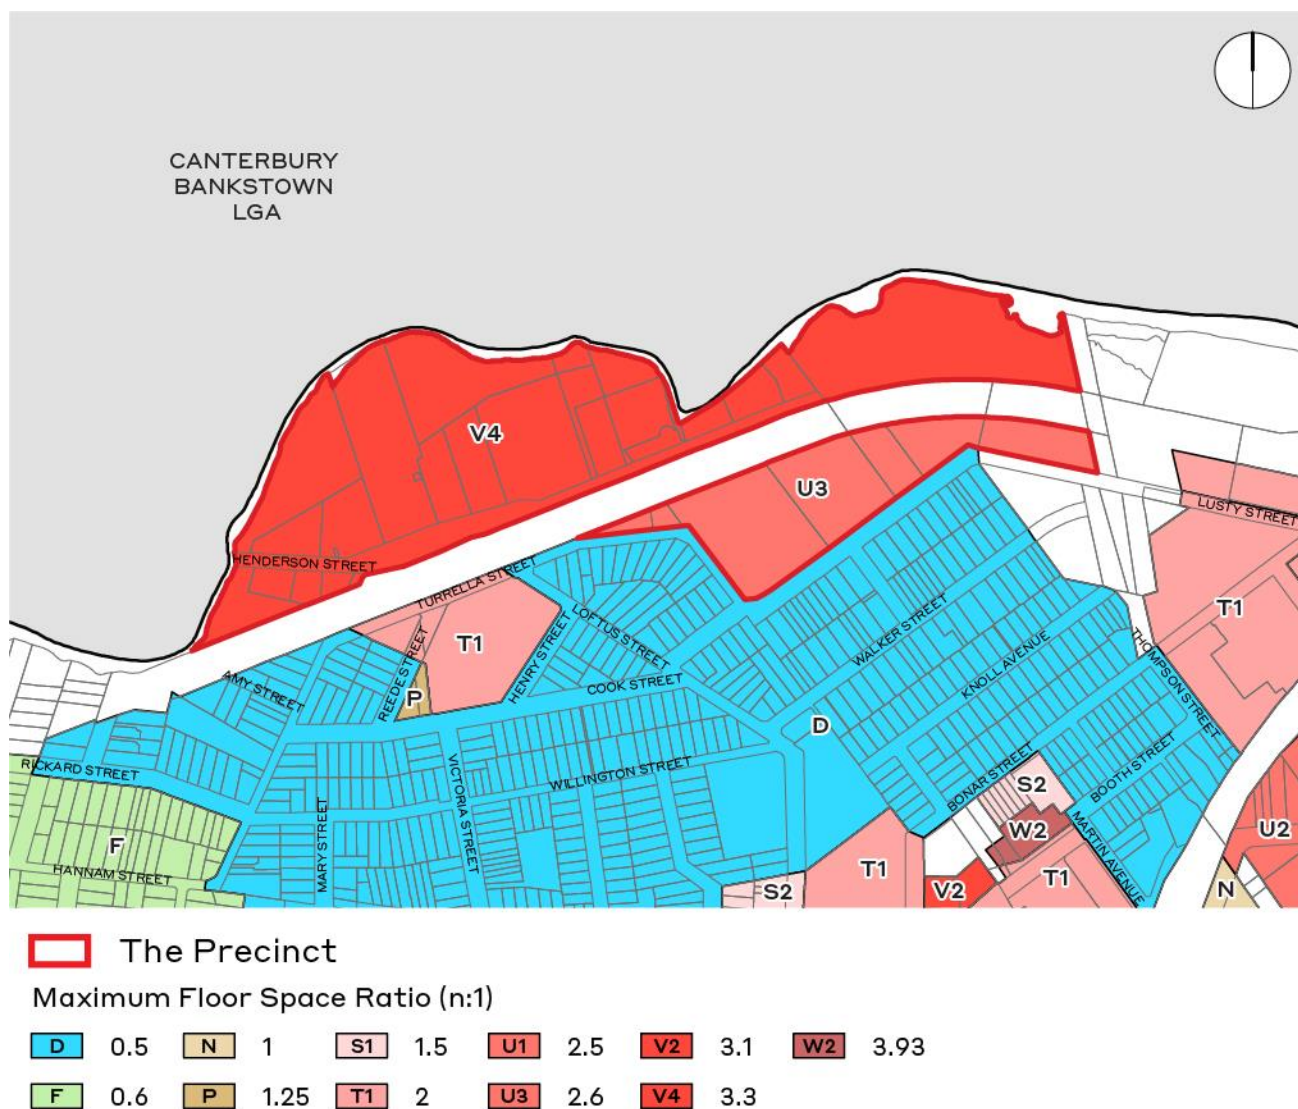 CANTERBURY
BANKSTOWN
LGA
V4
U3
HENDERSON STREET
TURRELLA STREET
LUSTY STREET
T1
T1
LOFTUS STREET
WALKER STREET
REEDE STREET
HENRY STREET
THOMPSON STREET
KNOLL AVENUE
AMY STREET
COOK STREET
P
D
RICKARD STREET
VICTORIA STREET
WILLINGTON STREET
BONAR STREET
BOOTH STREET
S2
MARY STREET
MARTIN AVENUE
W2
U2
F
HANNAM STREET
S2
T1
V2
T1
N
The Precinct
Maximum Floor Space Ratio (n:1)
D 0.5 N 1 S1 1.5 U1 2.5 V2 3.1 W2 3.93
F 0.6 P 1.25 T1 2 U3 2.6 V4 3.3